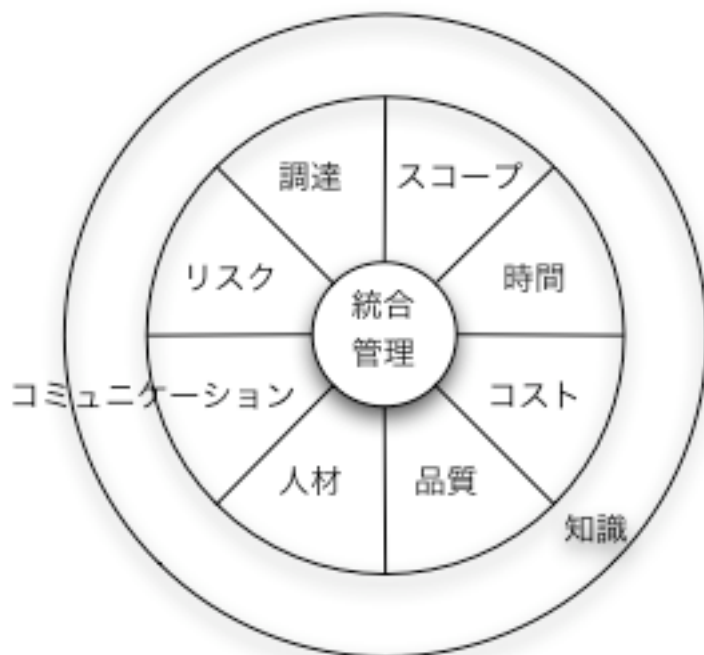 調達
スコープ
リスク
時間
統合
管理
コミュニケーション
コスト
人材
品質
知識